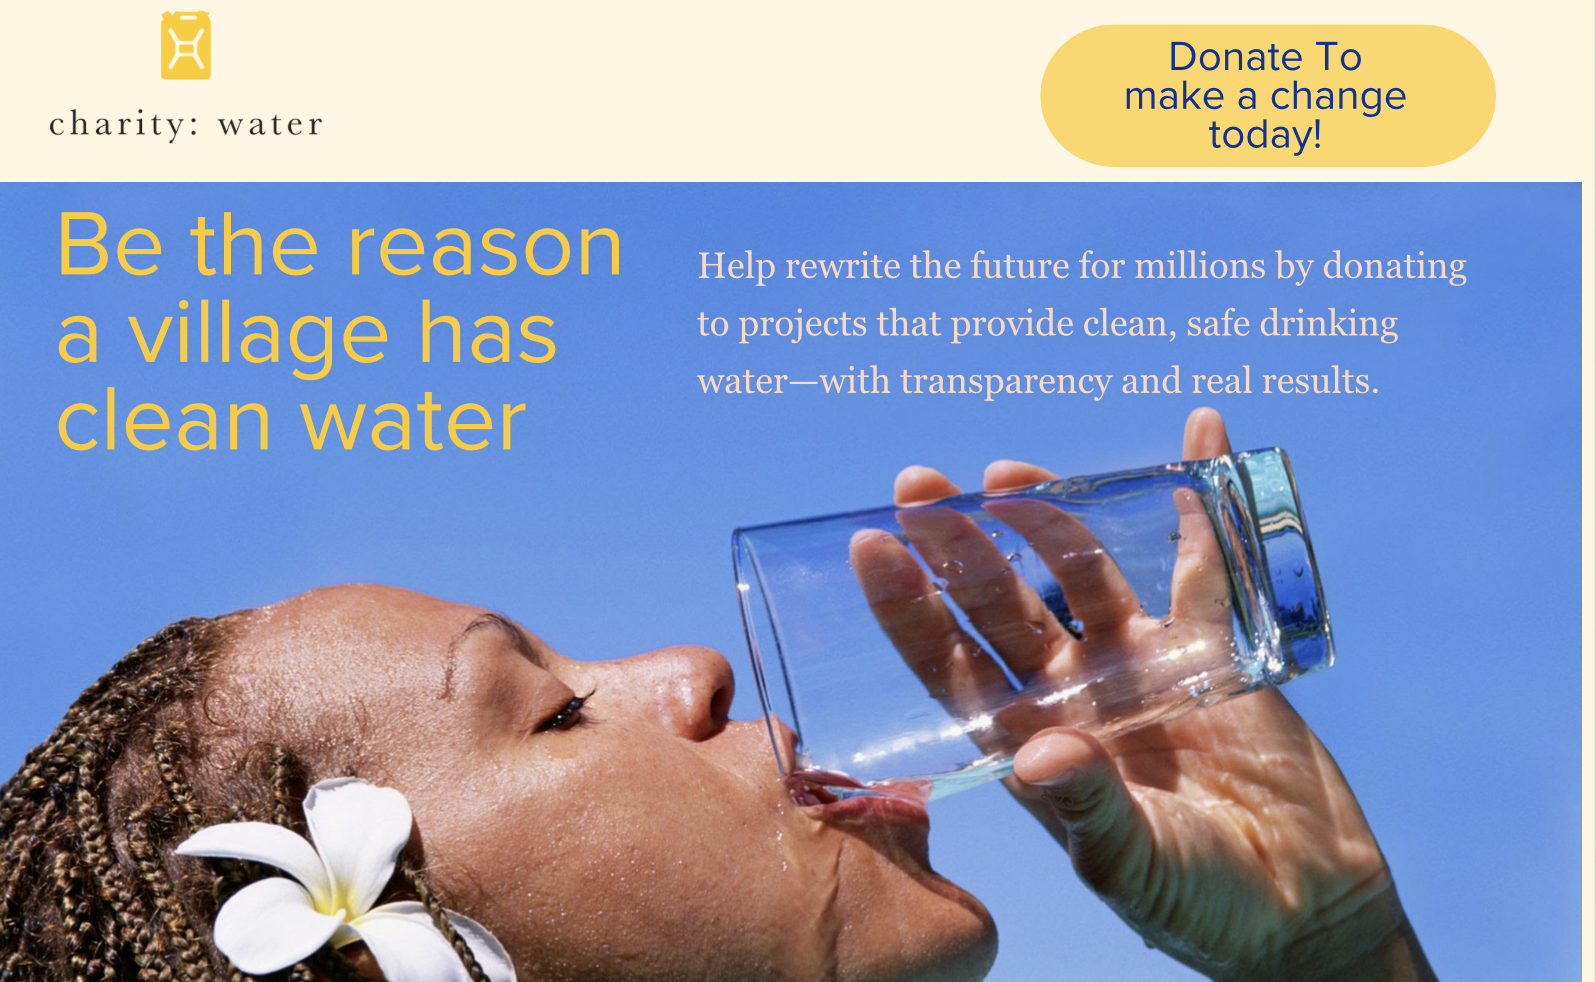 charity: water
Donate To
make a change
today!
Be the reason
a village has
clean water
Help rewrite the future for millions by donating
to projects that provide clean, safe drinking
water—with transparency and real results.